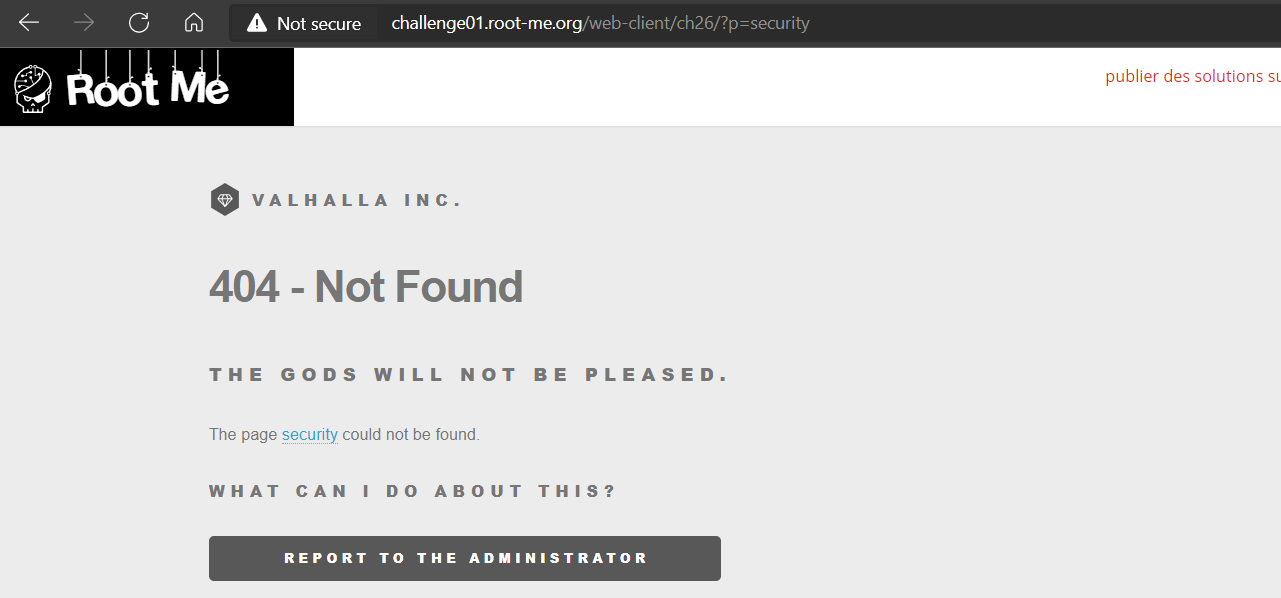 Not secure challenge01.root-me.org/web-client/ch26/?p=security
Root Me
publier des solutions su
VALHALLA INC.
404 - Not Found
THE GODS WILL NOT BE PLEASED.
The page security could not be found.
WHAT CAN I DO ABOUT THIS?
REPORT TO THE ADMINISTRATOR